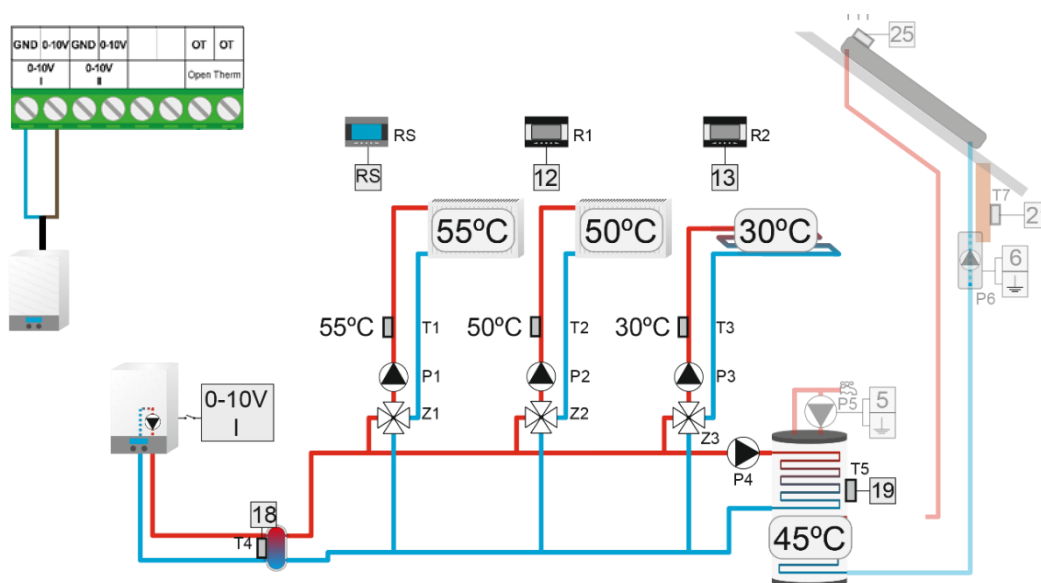 GND 0-10V GND 0-10V OT OT
0-10V 0-10V Open Therm
I II
25
RS R1 R2
RS 12 13
T7
2
6
P6
55ºC 50ºC 30ºC
55ºC T1 50ºC T2 30ºC T3
P1 P2 P3
Z1 Z2 Z3
0-10V
I
P5 5
P4
T5
19
18
T4
45ºC